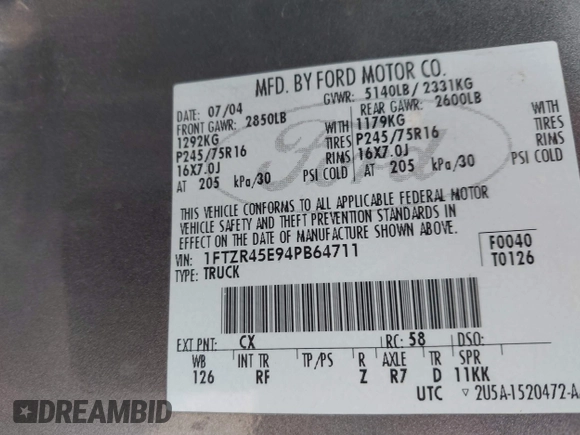 MFD. BY FORD MOTOR CO.
DATE: 07/04 GVWR: 5140LB/ 2331KG
FRONT GAWR: 2850LB REAR GAWR: 2600LB
1292KG WITH 1179KG WITH
P245/75R16 TIRES P245/75R16 TIRES
16X7.0J RIMS 16X7.0J RIMS
AT 205 kPa/30 PSI COLD AT 205 kPa/30 PSI COLD
Ford
THIS VEHICLE CONFORMS TO ALL APPLICABLE FEDERAL MOTOR
VEHICLE SAFETY AND THEFT PREVENTION STANDARDS IN
EFFECT ON THE DATE OF MANUFACTURE SHOWN ABOVE.
VIN: 1FTZR45E94PB64711 F0040
TYPE: TRUCK T0126
EXT PNT: CX RC: 58 DSO:
WB INT TR TP/PS R AXLE TR SPR
126 RF Z R7 D 11KK
UTC ▽ 2U5A-1520472-A
DREAMBID